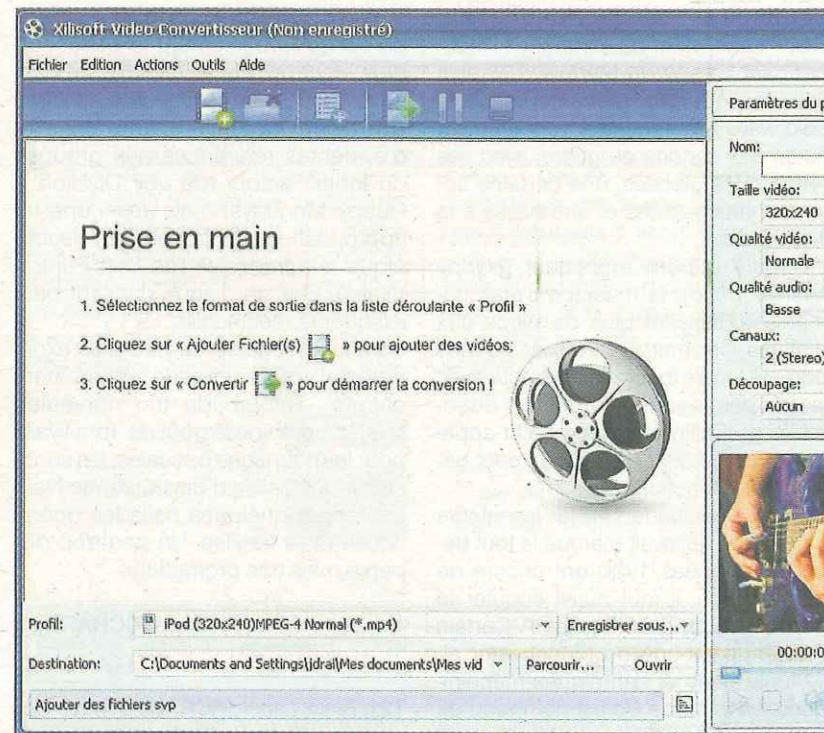 Xilisoft Video Convertisseur (Non enregistré)
Fichier Edition Actions Outils Aide
Prise en main
1. Sélectionnez le format de sortie dans la liste déroulante « Profil »
2. Cliquez sur « Ajouter Fichier(s) » pour ajouter des vidéos;
3. Cliquez sur « Convertir » pour démarrer la conversion !
Paramètres du p
Nom:
Taille vidéo:
320x240
Qualité vidéo:
Normale
Qualité audio:
Basse
Canaux:
2 (Stereo)
Découpage:
Aucun
00:00:0
Profil: iPod (320x240)MPEG-4 Normal (*.mp4) Enregistrer sous...
Destination: C:\Documents and Settings\jdrai\Mes documents\Mes vid Parcourir... Ouvrir
Ajouter des fichiers svp